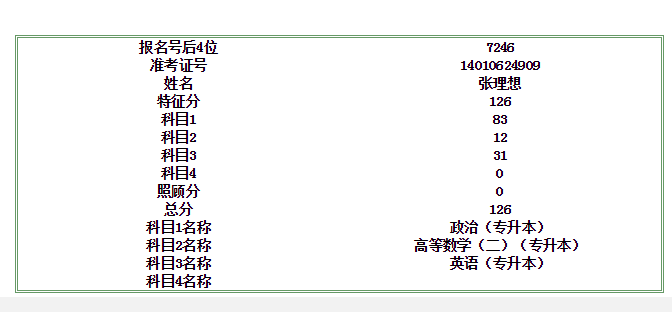 报名号后4位 7246
准考证号 14010624909
姓名 张理想
特征分 126
科目1 83
科目2 12
科目3 31
科目4 0
照顾分 0
总分 126
科目1名称 政治（专升本）
科目2名称 高等数学（二）（专升本）
科目3名称 英语（专升本）
科目4名称